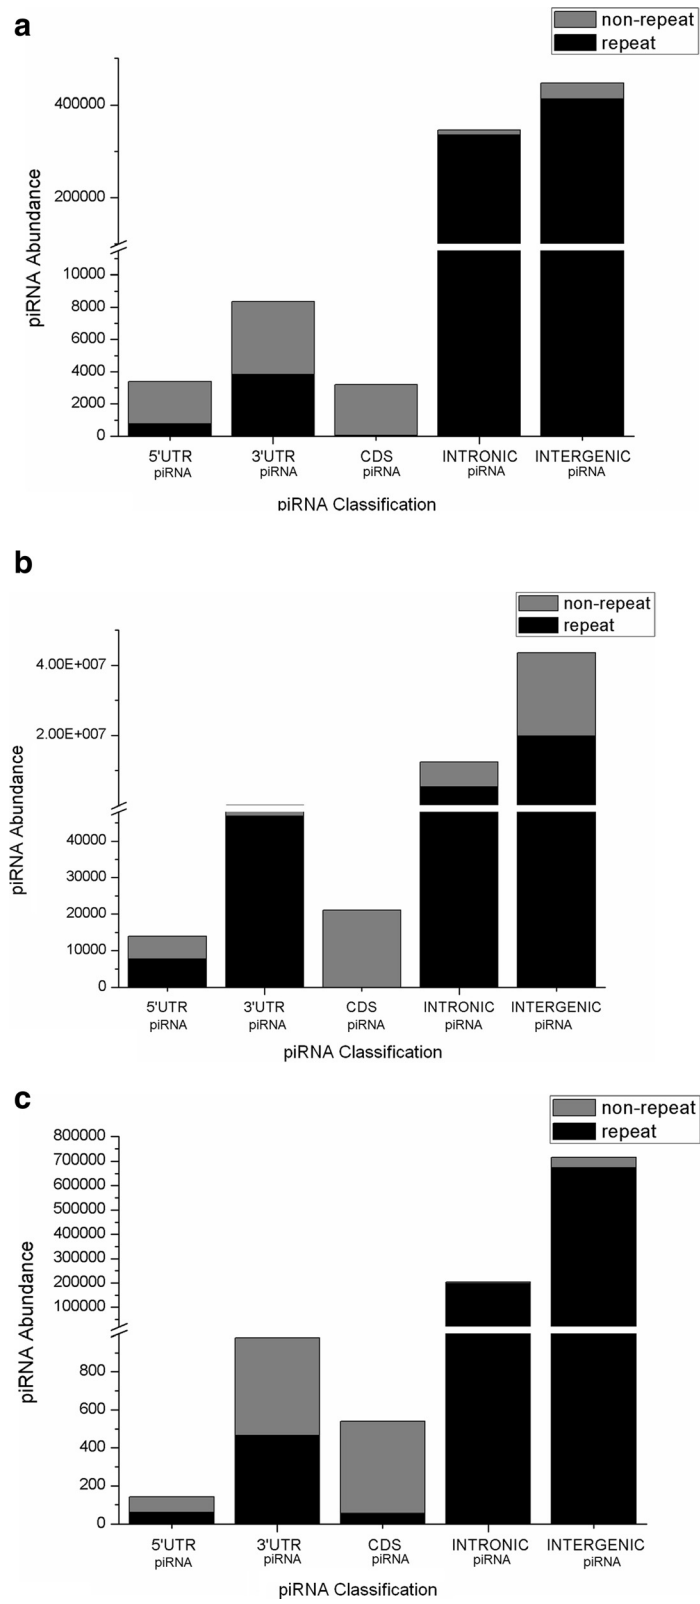 a
non-repeat
repeat
400000
200000
10000
8000
6000
4000
2000
0
piRNA Abundance
5'UTR 3'UTR CDS INTRONIC INTERGENIC
piRNA piRNA piRNA piRNA piRNA
piRNA Classification
b
non-repeat
repeat
4.00E+007
2.00E+007
40000
30000
20000
10000
0
piRNA Abundance
5'UTR 3'UTR CDS INTRONIC INTERGENIC
piRNA piRNA piRNA piRNA piRNA
piRNA Classification
c
non-repeat
repeat
800000
700000
600000
500000
400000
300000
200000
100000
800
600
400
200
0
piRNA Abundance
5'UTR 3'UTR CDS INTRONIC INTERGENIC
piRNA piRNA piRNA piRNA piRNA
piRNA Classification